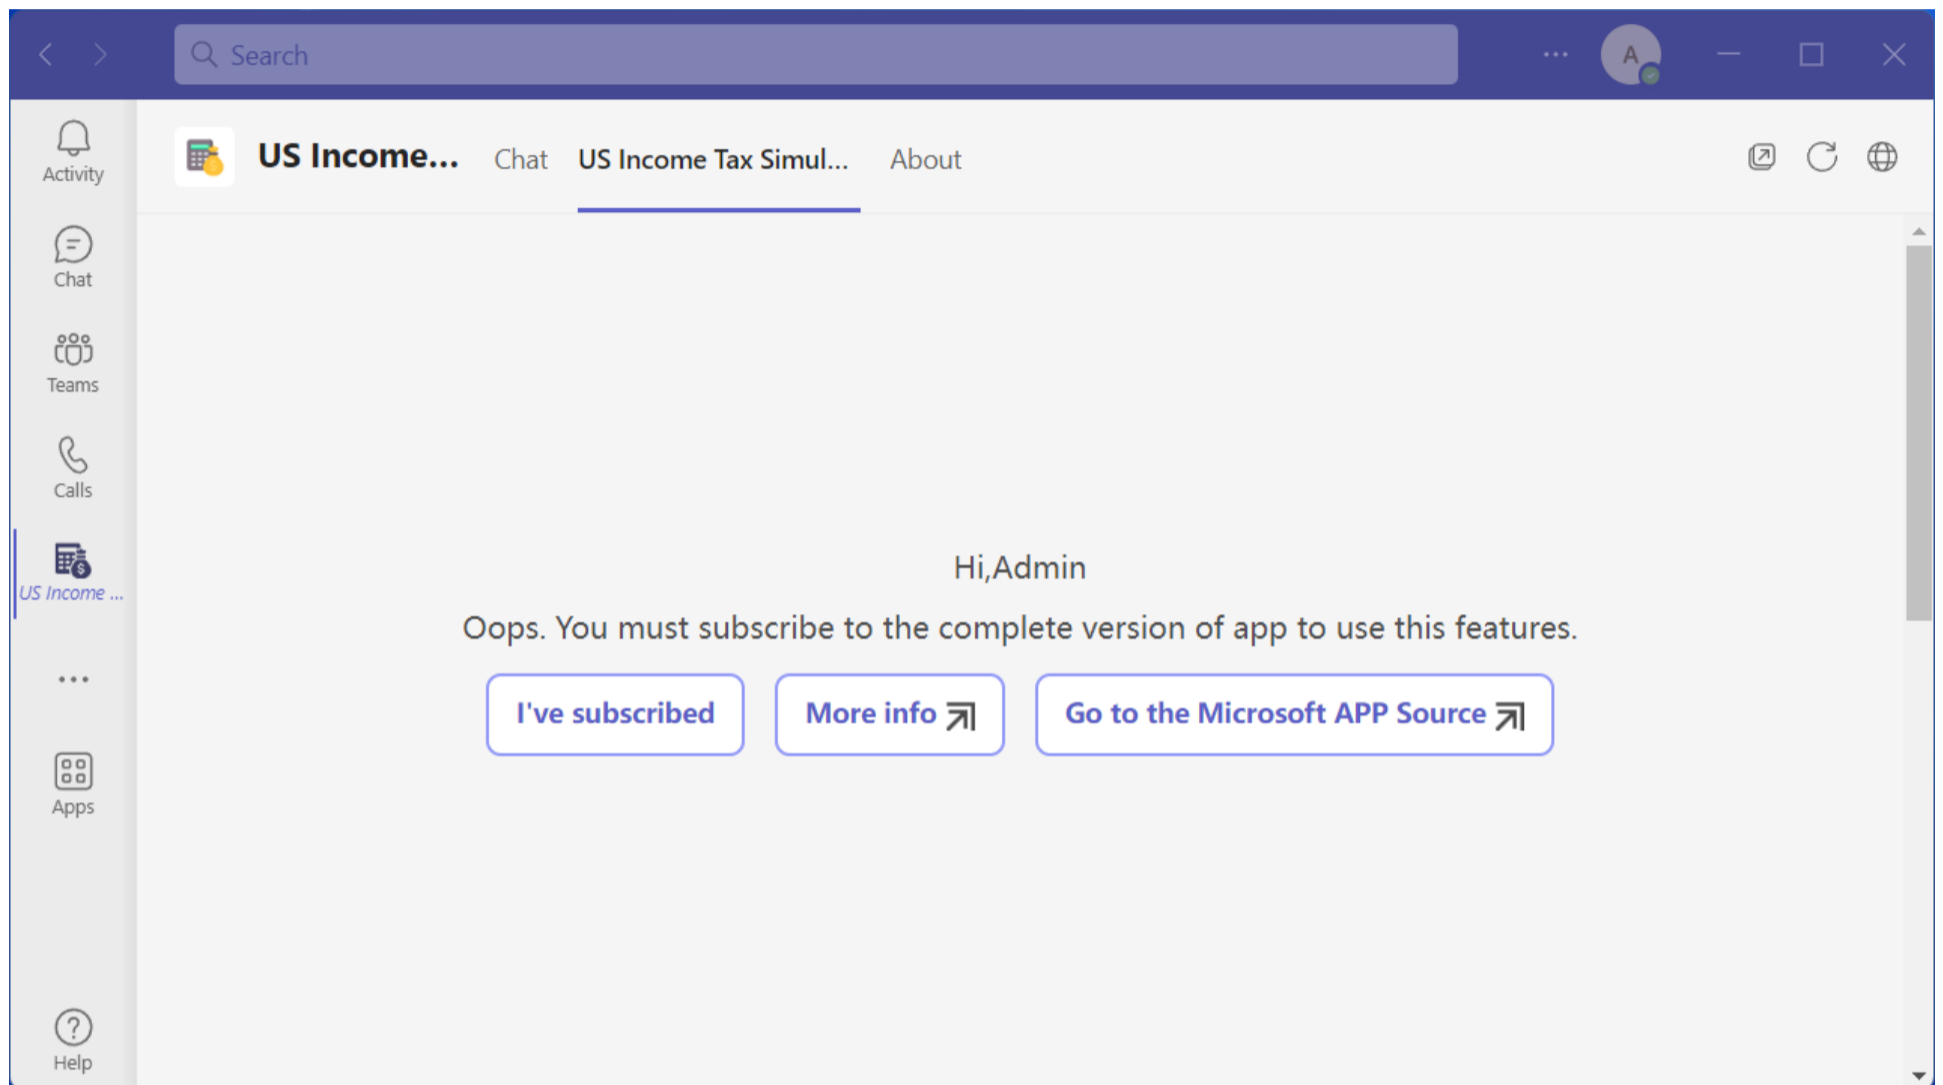 Search
A
Activity
Chat
Teams
Calls
US Income ...
Apps
Help
US Income...
Chat
US Income Tax Simul...
About
Hi,Admin
Oops. You must subscribe to the complete version of app to use this features.
I've subscribed
More info
Go to the Microsoft APP Source